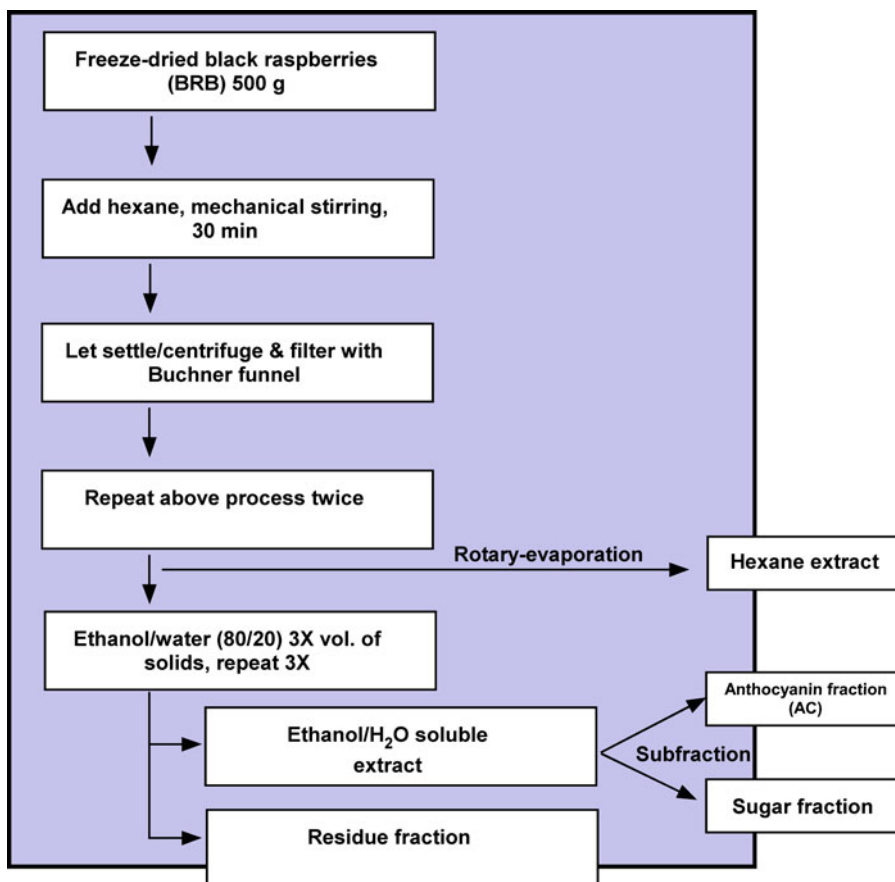 Freeze-dried black raspberries
(BRB) 500 g
Add hexane, mechanical stirring,
30 min
Let settle/centrifuge & filter with
Buchner funnel
Repeat above process twice
Rotary-evaporation
Hexane extract
Ethanol/water (80/20) 3X vol. of
solids, repeat 3X
Anthocyanin fraction
(AC)
Ethanol/H₂O soluble
extract
Subfraction
Sugar fraction
Residue fraction